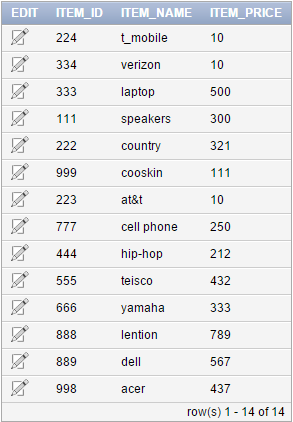 EDIT ITEM_ID ITEM_NAME ITEM_PRICE
224 t_mobile 10
334 verizon 10
333 laptop 500
111 speakers 300
222 country 321
999 cooskin 111
223 at&t 10
777 cell phone 250
444 hip-hop 212
555 teisco 432
666 yamaha 333
888 lention 789
889 dell 567
998 acer 437
row(s) 1 - 14 of 14